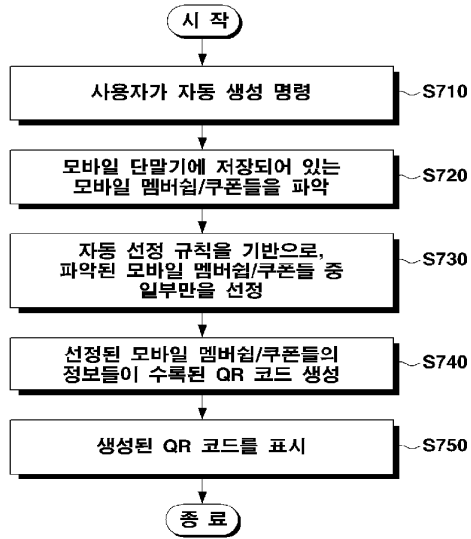 시 작
사용자가 자동 생성 명령
S710
모바일 단말기에 저장되어 있는
모바일 멤버쉽/쿠폰들을 파악
S720
자동 선정 규칙을 기반으로,
파악된 모바일 멤버쉽/쿠폰들 중
일부만을 선정
S730
선정된 모바일 멤버쉽/쿠폰들의
정보들이 수록된 QR 코드 생성
S740
생성된 QR 코드를 표시
S750
종 료